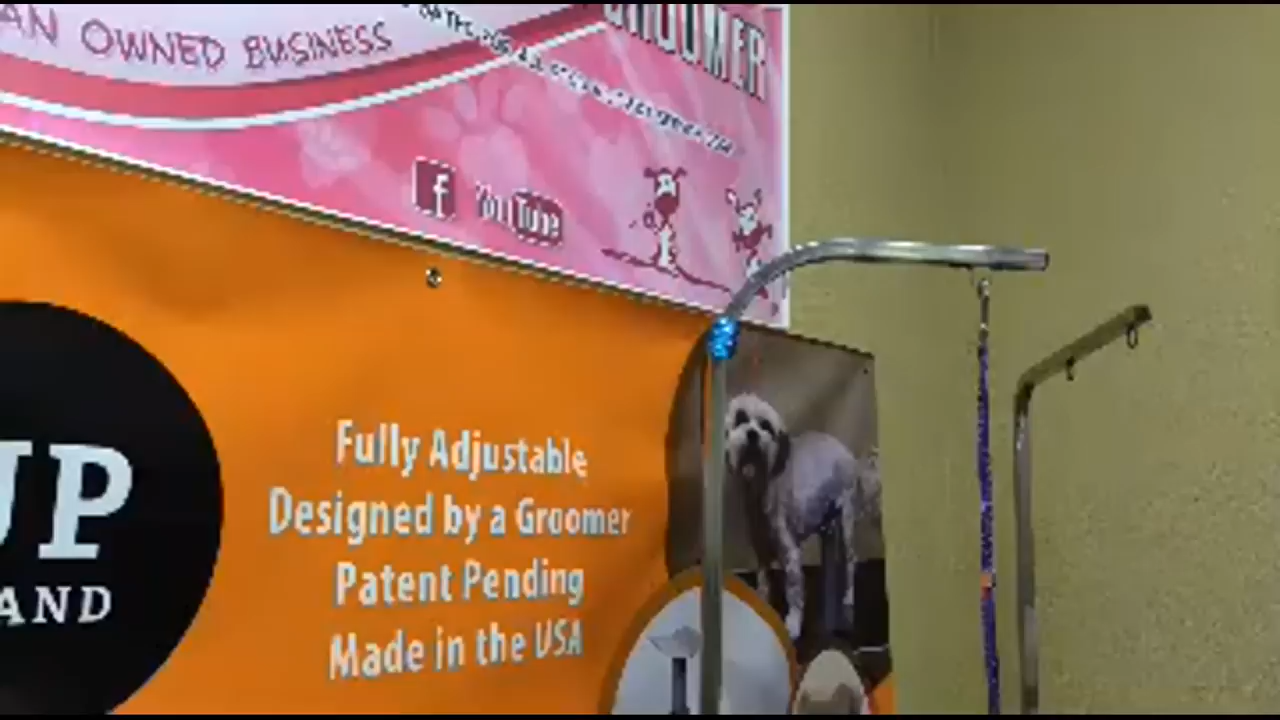 AN OWNED BUSINESS
GROOMER
f
YouTube
UP
AND
Fully Adjustable
Designed by a Groomer
Patent Pending
Made in the USA